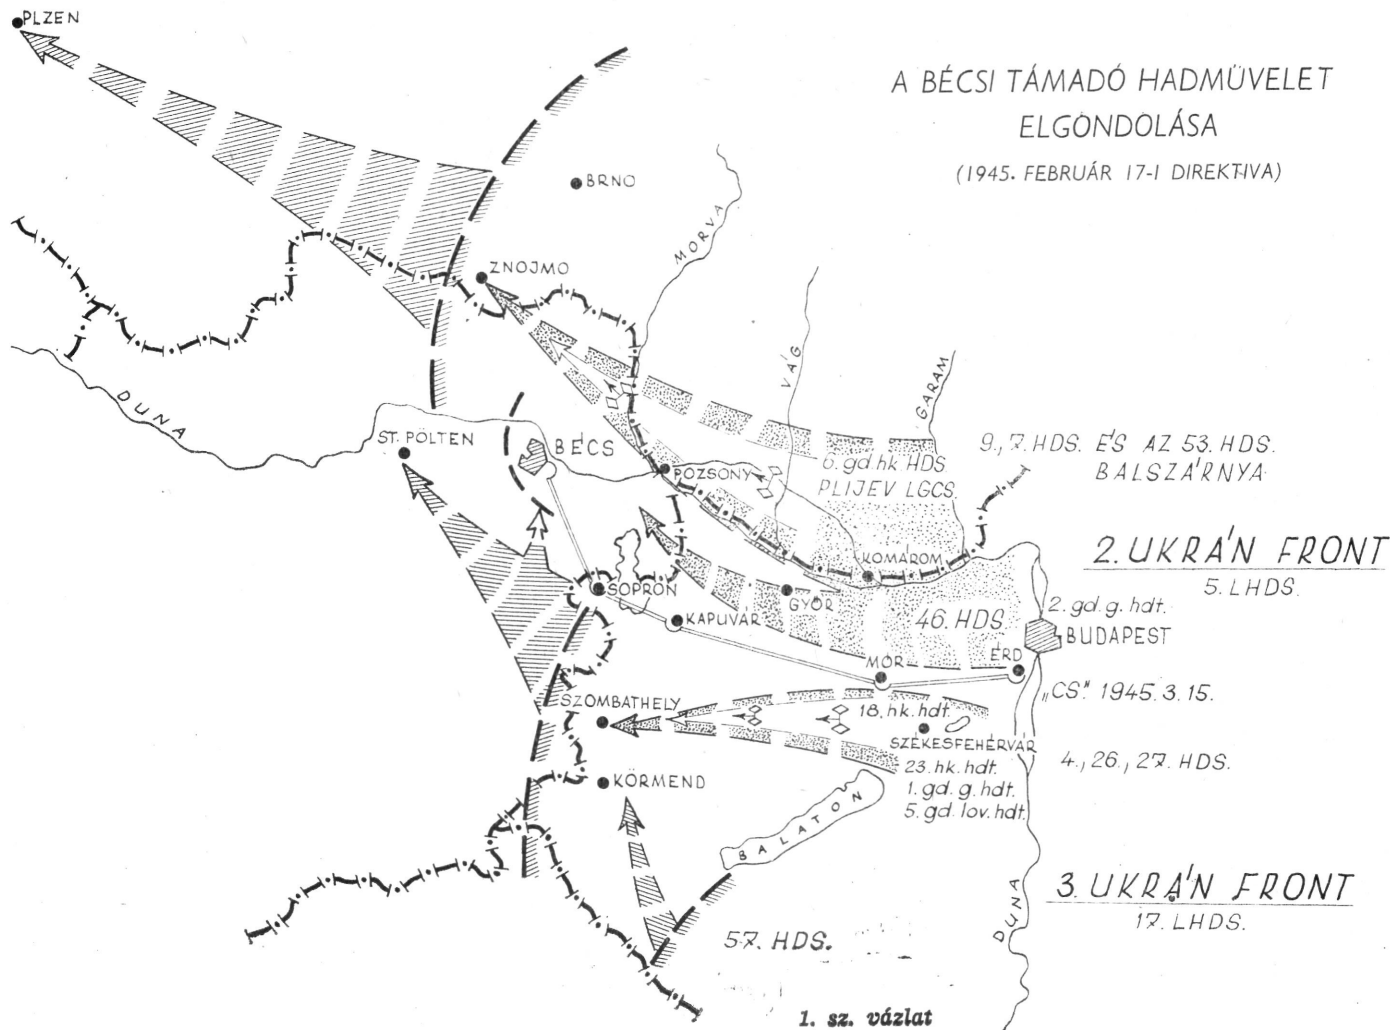 PLZEN
A BÉCSI TÁMADÓ HADMÜVELET
ELGONDOLÁSA
(1945. FEBRUÁR 17-I DIREKTIVA)
BRNO
MORVA
ZNOJMO
VÁG
GARAM
DUNA
ST. PÖLTEN
BÉCS
POZSONY
6. gd hk HDS
PLIJEV LGCS.
9., 7. HDS. ÉS AZ 53. HDS.
BALSZÁRNYA
KOMÁROM
2. UKRÁN FRONT
5. LHDS.
SOPRON
GYŐR
KAPUVÁR
46. HDS.
2. gd. g. hdt.
BUDAPEST
MÓR
ÉRD
„CS" 1945. 3. 15.
SZOMBATHELY
18. hk. hdt.
SZÉKESFEHÉRVÁR
23. hk. hdt.
1. gd. g. hdt.
5. gd. lov. hdt.
4., 26., 27. HDS.
KÖRMEND
BALATON
3. UKRÁN FRONT
17. LHDS.
DUNA
57. HDS.
1. sz. vázlat